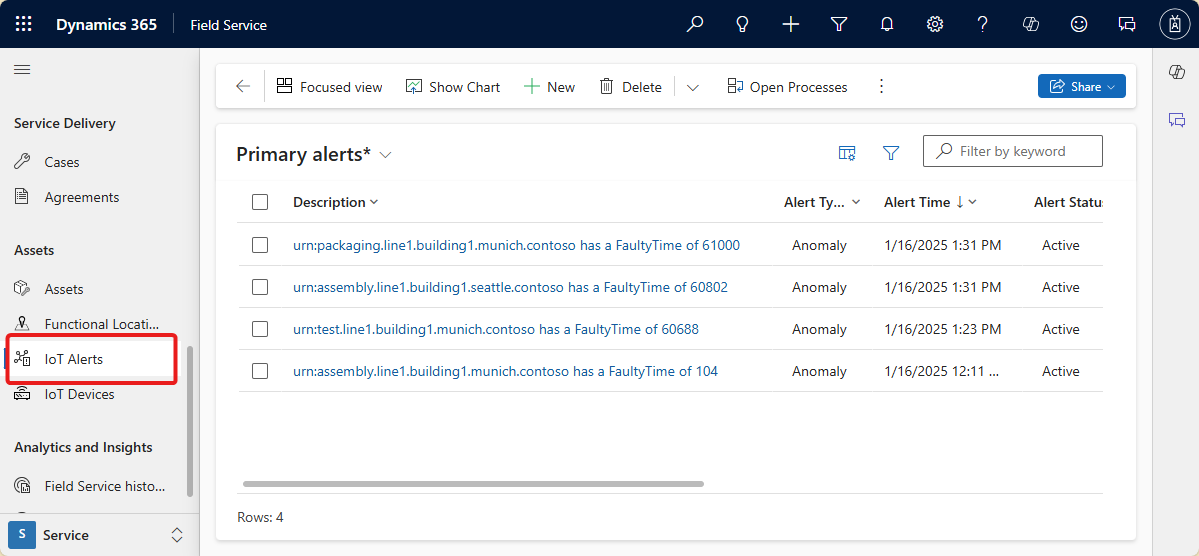 Dynamics 365
Field Service
Service Delivery
Cases
Agreements
Assets
Assets
Functional Locati...
IoT Alerts
IoT Devices
Analytics and Insights
Field Service histo...
S Service
Focused view
Show Chart
New
Delete
Open Processes
Share
Primary alerts*
Filter by keyword
Description Alert Ty... Alert Time Alert Status
urn:packaging.line1.building1.munich.contoso has a FaultyTime of 61000 Anomaly 1/16/2025 1:31 PM Active
urn:assembly.line1.building1.seattle.contoso has a FaultyTime of 60802 Anomaly 1/16/2025 1:31 PM Active
urn:test.line1.building1.munich.contoso has a FaultyTime of 60688 Anomaly 1/16/2025 1:23 PM Active
urn:assembly.line1.building1.munich.contoso has a FaultyTime of 104 Anomaly 1/16/2025 12:11 ... Active
Rows: 4